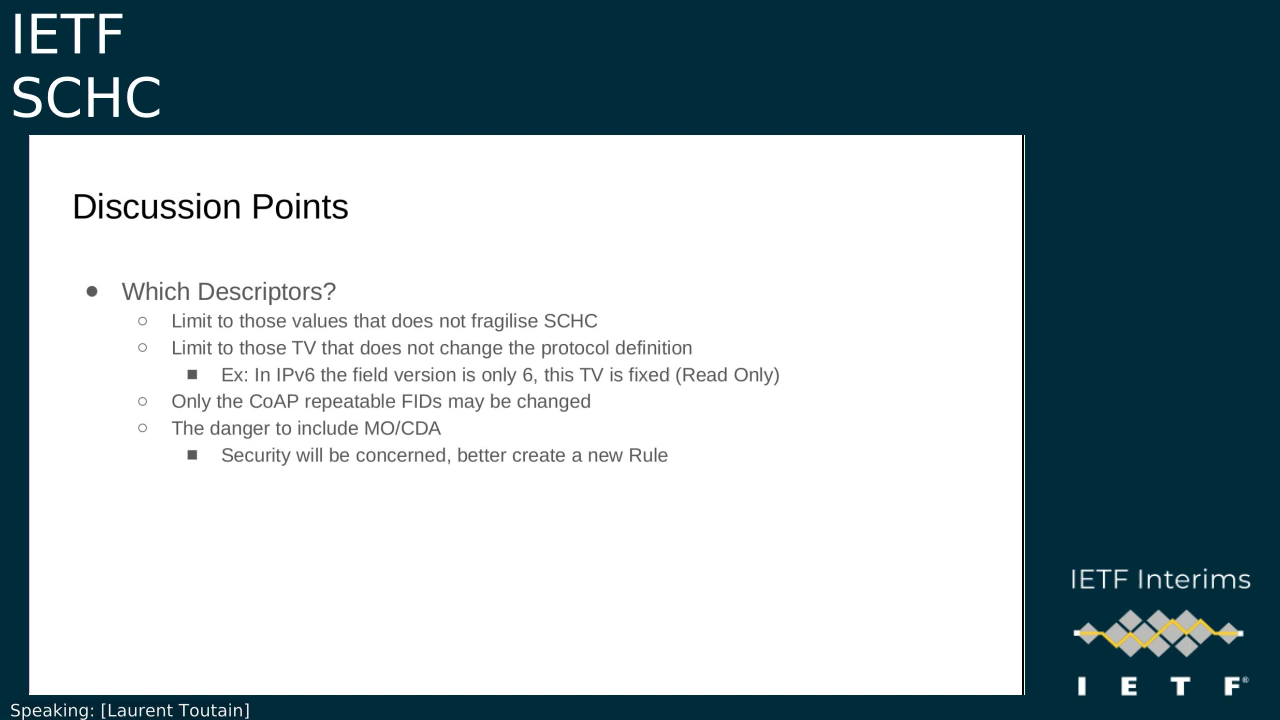 IETF
SCHC
Discussion Points
● Which Descriptors?
○ Limit to those values that does not fragilise SCHC
○ Limit to those TV that does not change the protocol definition
■ Ex: In IPv6 the field version is only 6, this TV is fixed (Read Only)
○ Only the CoAP repeatable FIDs may be changed
○ The danger to include MO/CDA
■ Security will be concerned, better create a new Rule
IETF Interims
I E T F®
Speaking: [Laurent Toutain]